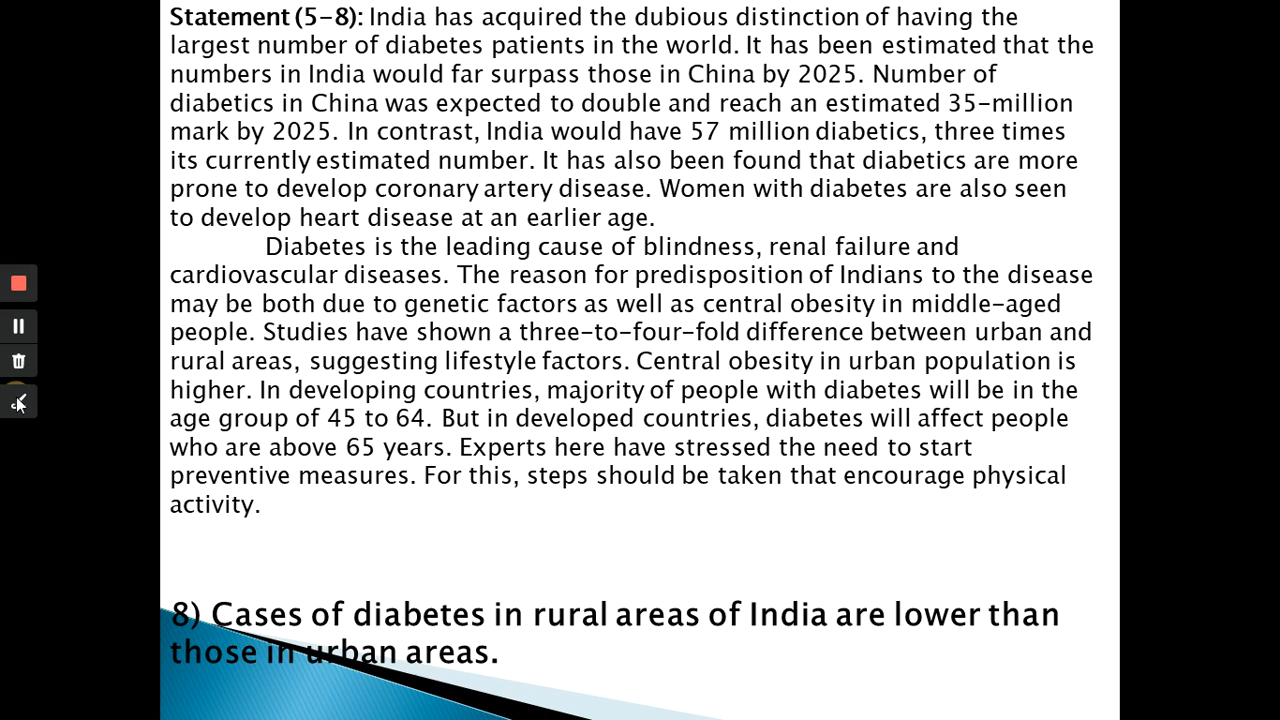 Statement (5–8): India has acquired the dubious distinction of having the
largest number of diabetes patients in the world. It has been estimated that the
numbers in India would far surpass those in China by 2025. Number of
diabetics in China was expected to double and reach an estimated 35–million
mark by 2025. In contrast, India would have 57 million diabetics, three times
its currently estimated number. It has also been found that diabetics are more
prone to develop coronary artery disease. Women with diabetes are also seen
to develop heart disease at an earlier age.
Diabetes is the leading cause of blindness, renal failure and
cardiovascular diseases. The reason for predisposition of Indians to the disease
may be both due to genetic factors as well as central obesity in middle–aged
people. Studies have shown a three–to–four–fold difference between urban and
rural areas, suggesting lifestyle factors. Central obesity in urban population is
higher. In developing countries, majority of people with diabetes will be in the
age group of 45 to 64. But in developed countries, diabetes will affect people
who are above 65 years. Experts here have stressed the need to start
preventive measures. For this, steps should be taken that encourage physical
activity.
8) Cases of diabetes in rural areas of India are lower than
those in urban areas.